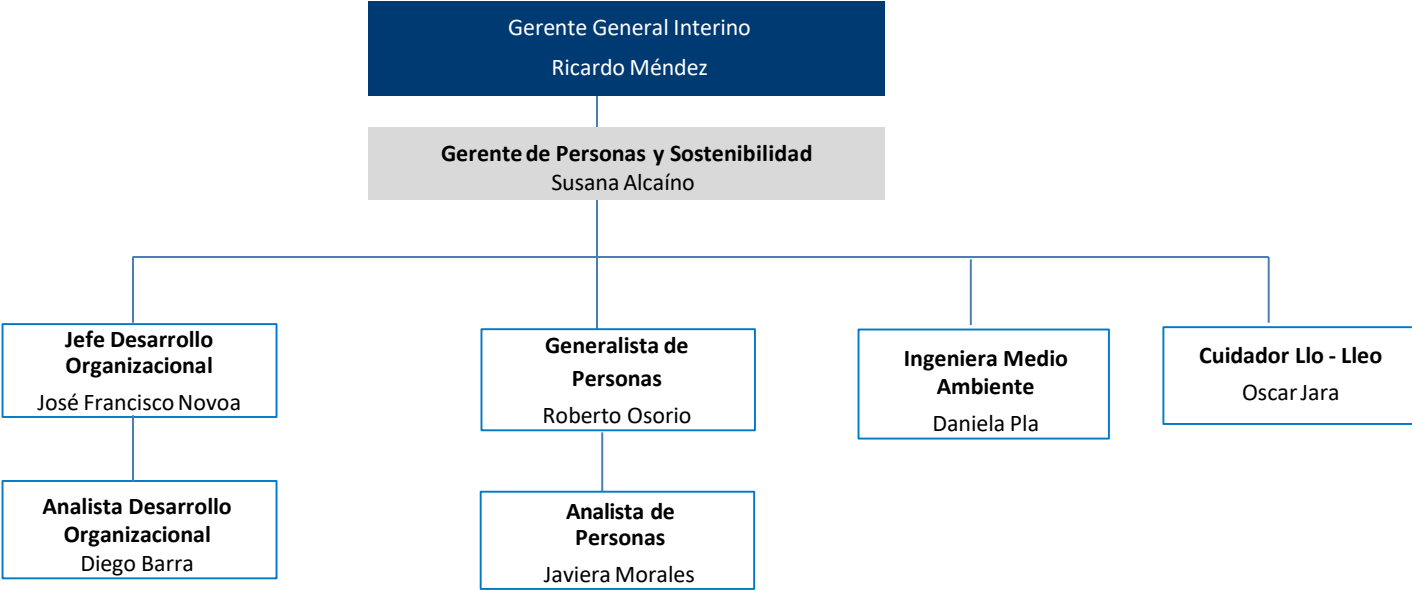 Gerente General Interino
Ricardo Méndez
Gerente de Personas y Sostenibilidad
Susana Alcaíno
Jefe Desarrollo
Organizacional
José Francisco Novoa
Generalista de
Personas
Roberto Osorio
Ingeniera Medio
Ambiente
Daniela Pla
Cuidador Llo - Lleo
Oscar Jara
Analista Desarrollo
Organizacional
Diego Barra
Analista de
Personas
Javiera Morales